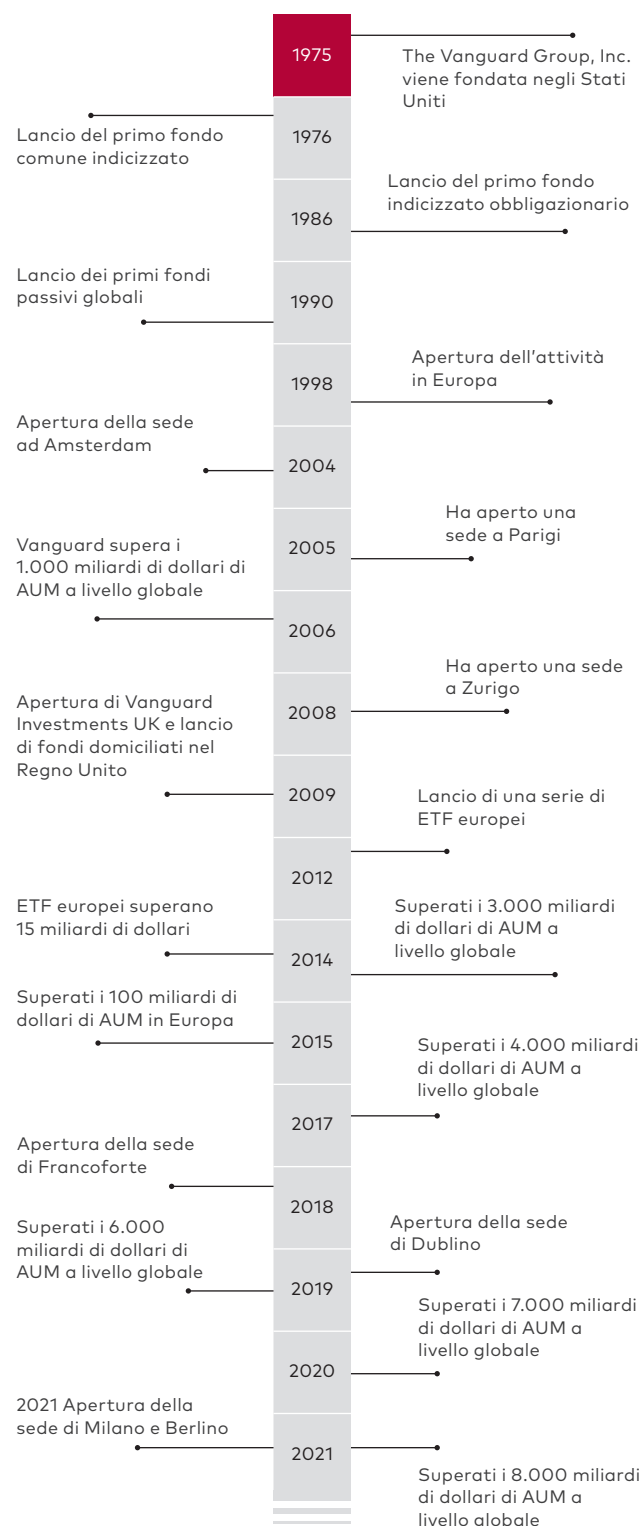 1975
The Vanguard Group, Inc.
viene fondata negli Stati
Uniti
Lancio del primo fondo
comune indicizzato
1976
Lancio del primo fondo
indicizzato obbligazionario
1986
Lancio dei primi fondi
passivi globali
1990
Apertura dell'attività
in Europa
1998
Apertura della sede
ad Amsterdam
2004
Ha aperto una
sede a Parigi
2005
Vanguard supera i
1.000 miliardi di dollari di
AUM a livello globale
2006
Ha aperto una sede
a Zurigo
2008
Apertura di Vanguard
Investments UK e lancio
di fondi domiciliati nel
Regno Unito
2009
Lancio di una serie di
ETF europei
2012
ETF europei superano
15 miliardi di dollari
2014
Superati i 3.000 miliardi
di dollari di AUM a
livello globale
Superati i 100 miliardi di
dollari di AUM in Europa
2015
Superati i 4.000 miliardi
di dollari di AUM a
livello globale
2017
Apertura della sede
di Francoforte
2018
Superati i 6.000
miliardi di dollari di
AUM a livello globale
2019
Apertura della sede
di Dublino
Superati i 7.000 miliardi
di dollari di AUM a
livello globale
2020
2021 Apertura della
sede di Milano e Berlino
2021
Superati i 8.000 miliardi
di dollari di AUM a
livello globale